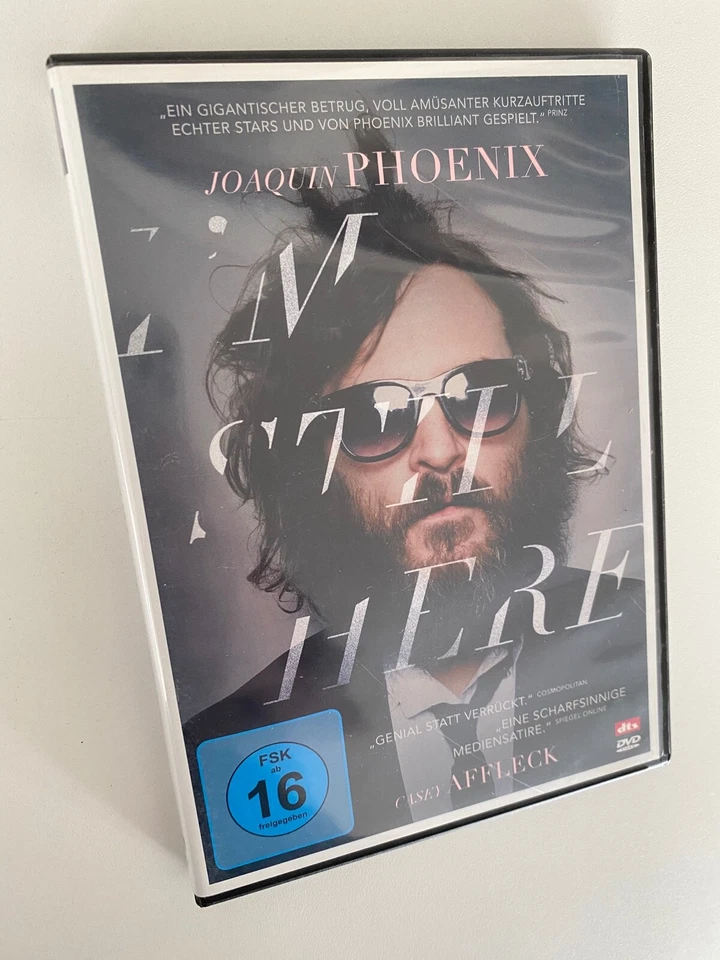 „EIN GIGANTISCHER BETRUG, VOLL AMÜSANTER KURZAUFTRITTE
ECHTER STARS UND VON PHOENIX BRILLIANT GESPIELT.“ PRINZ
JOAQUIN PHOENIX
I'M
STILL
HERE
„GENIAL STATT VERRÜCKT.“ COSMOPOLITAN
„EINE SCHARFSINNIGE
MEDIENSATIRE.“ SPIEGEL ONLINE
CASEY AFFLECK
FSK
ab
16
freigegeben
dts
DVD